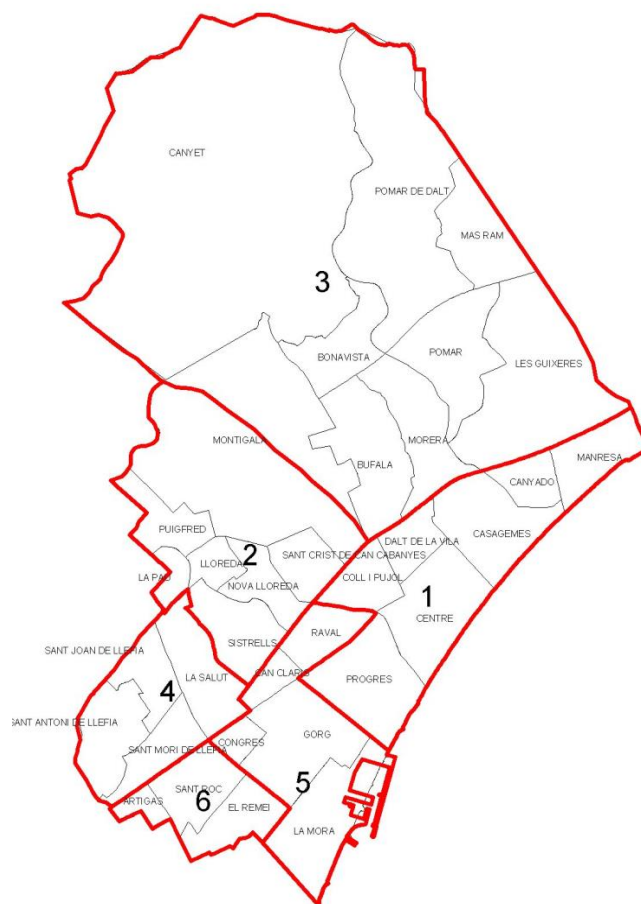 CANYET
POMAR DE DALT
MAS RAM
3
BONAVISTA
POMAR
LES GUIXERES
MONTIGALA
MORERA
BUFALA
MANRESA
CANYADO
PUIGFRED
CASAGEMES
DALT DE LA VILA
SANT CRIST DE CAN CABANYES
2
LLOREDA
LA PAU
COLL I PUJOL
NOVA LLOREDA
1
CENTRE
RAVAL
SISTRELLS
SANT JOAN DE LLEFIA
CAN CLARIS
LA SALUT
PROGRES
4
SANT ANTONI DE LLEFIA
GORG
CONGRES
SANT MORI DE LLEFIA
5
SANT ROC
6
ARTIGAS
EL REMEI
LA MORA